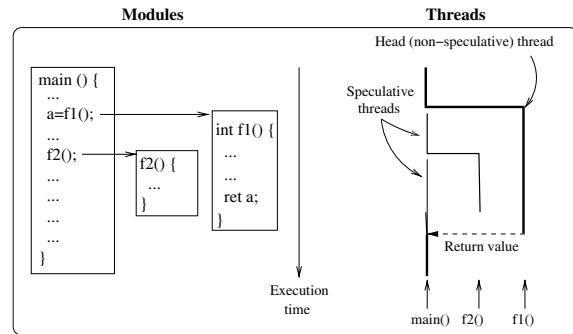 Modules
Threads
main () {
...
a=f1();
...
f2();
...
...
...
...
}
f2() {
...
}
int f1() {
...
...
ret a;
}
Execution
time
Head (non−speculative) thread
Speculative
threads
Return value
main()
f2()
f1()